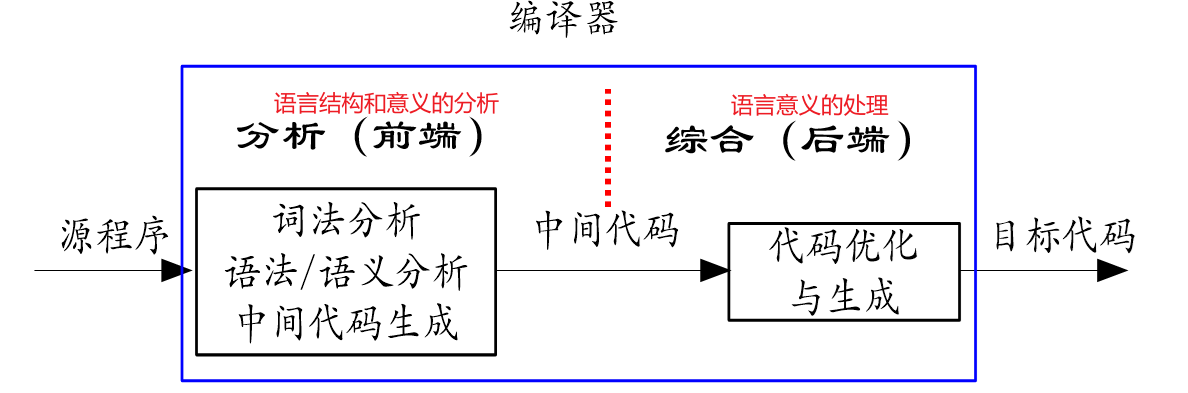 编译器
语言结构和意义的分析
分析（前端）
语言意义的处理
综合（后端）
源程序
词法分析
语法/语义分析
中间代码生成
中间代码
代码优化
与生成
目标代码